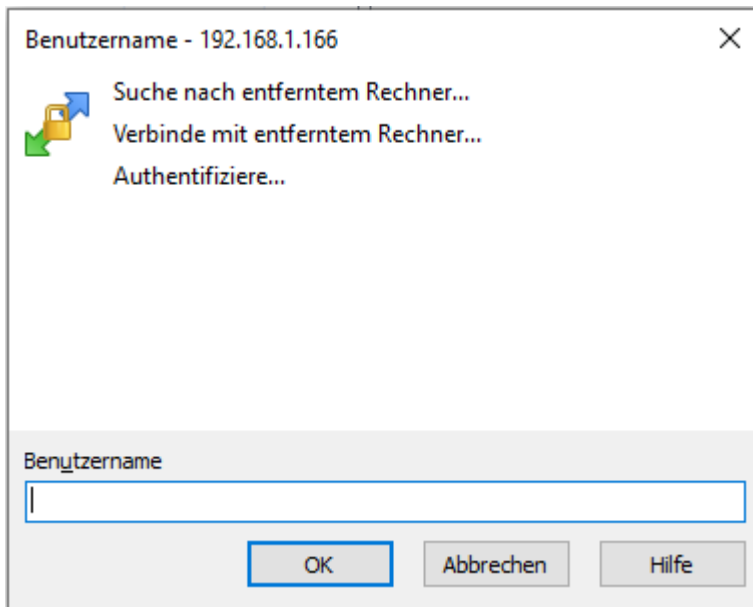 Benutzername - 192.168.1.166
Suche nach entferntem Rechner...
Verbinde mit entferntem Rechner...
Authentifiziere...
Benutzername
OK
Abbrechen
Hilfe